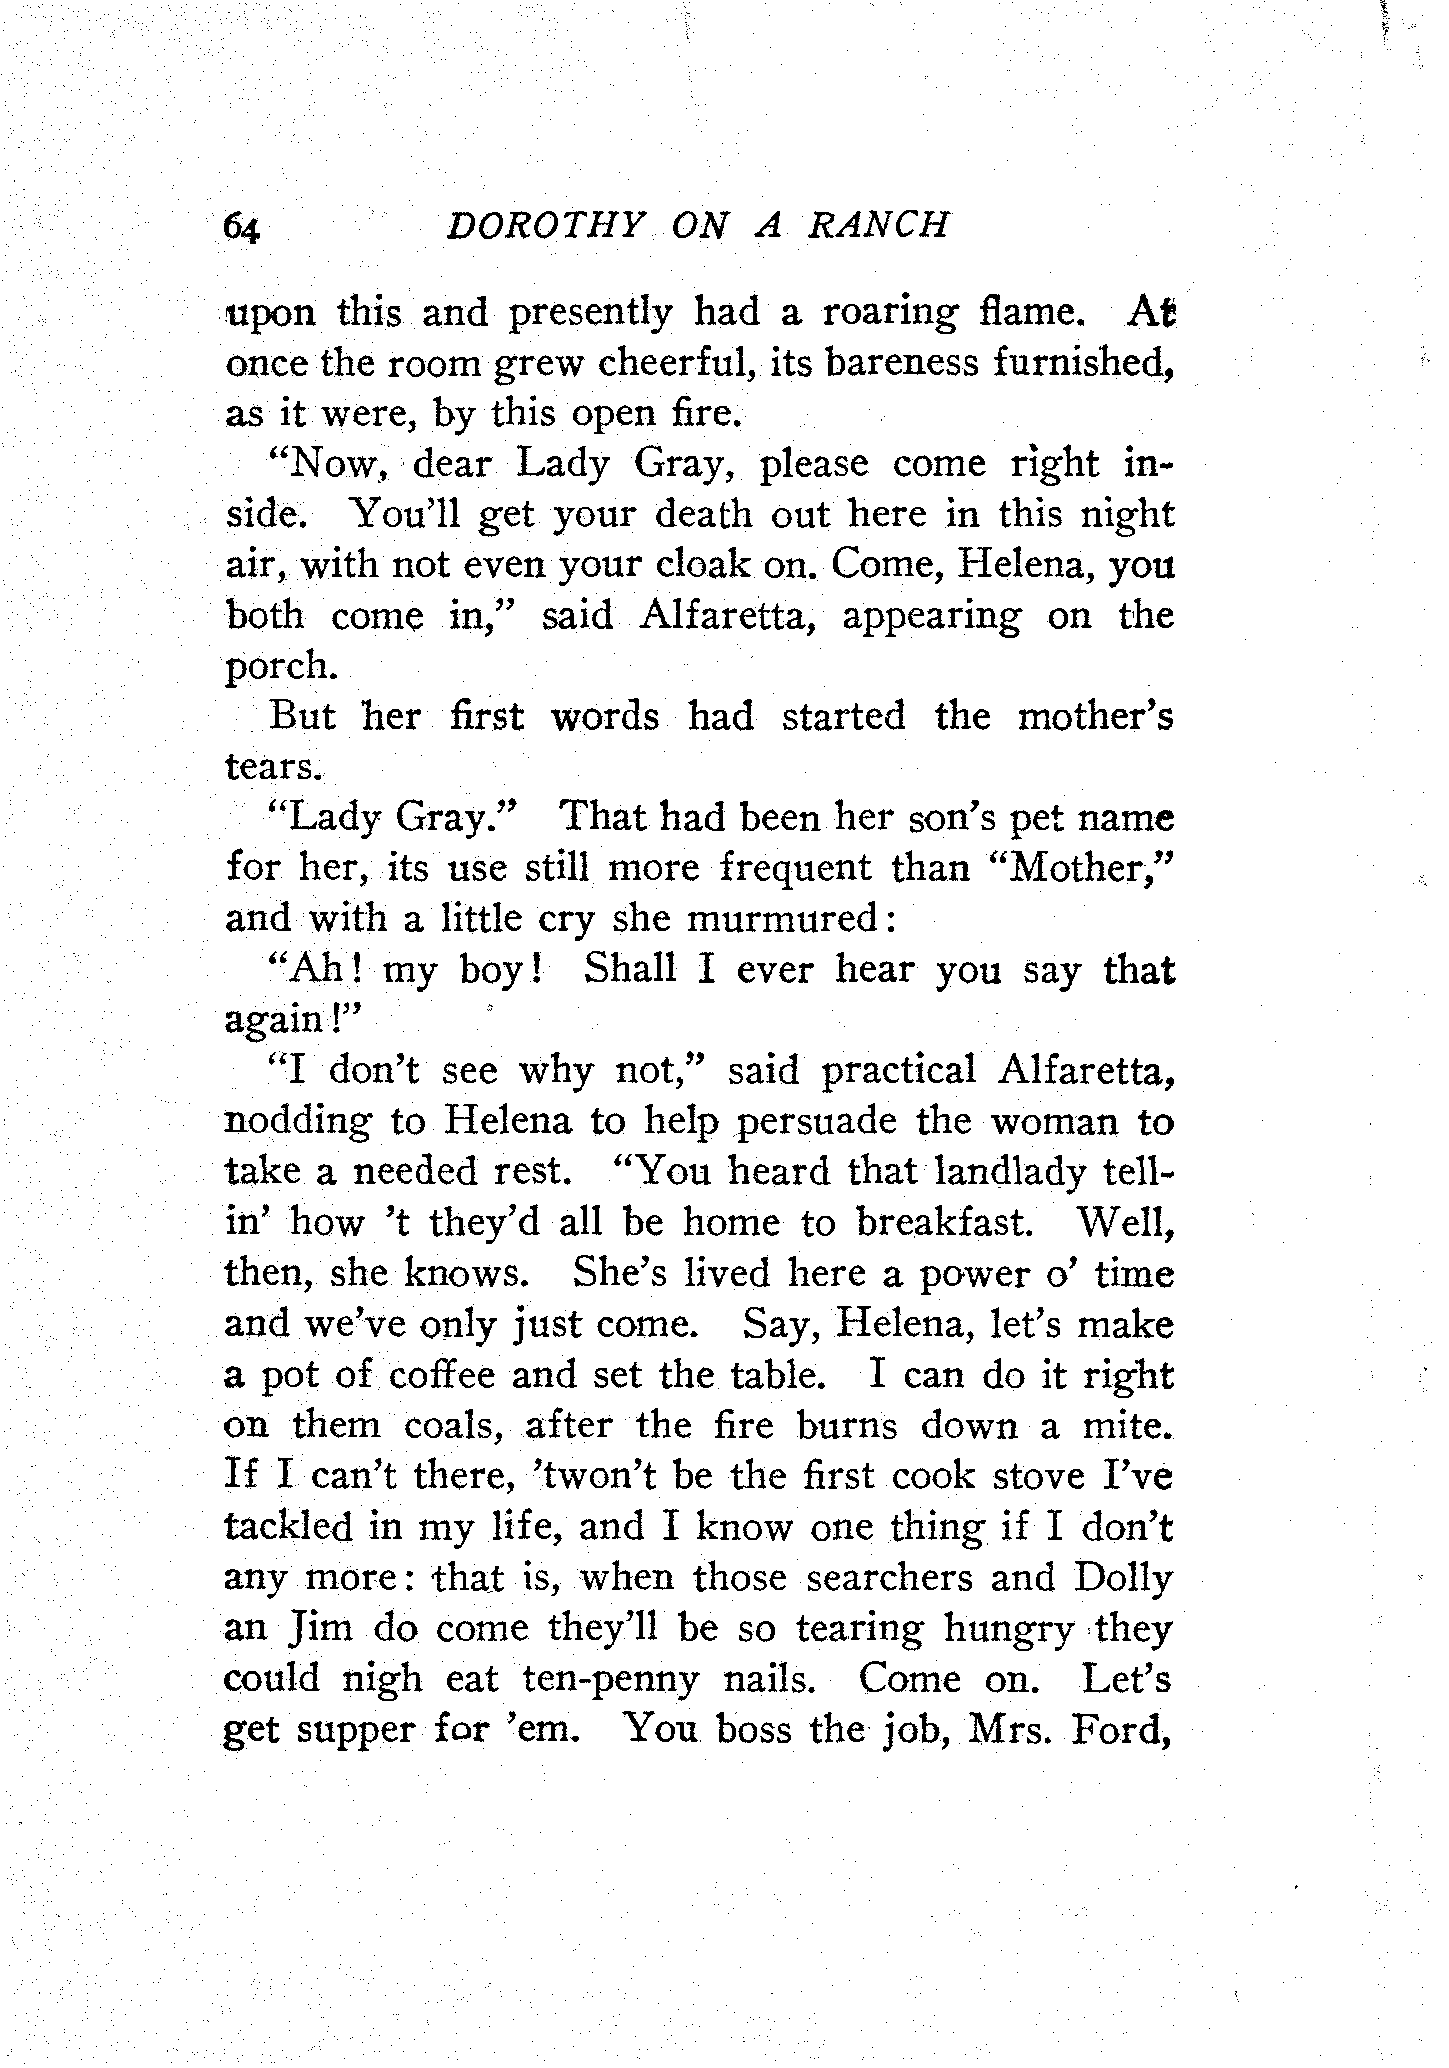 64 DOROTHY ON A RANCH
upon this and presently had a roaring flame. At
once the room grew cheerful, its bareness furnished,
as it were, by this open fire.
“Now, dear Lady Gray, please come right in-
side. You’ll get your death out here in this night
air, with not even your cloak on. Come, Helena, you
both come in,” said Alfaretta, appearing on the
porch.
But her first words had started the mother’s
tears.
“Lady Gray.” That had been her son’s pet name
for her, its use still more frequent than “Mother,”
and with a little cry she murmured:
“Ah! my boy! Shall I ever hear you say that
again!”
“I don’t see why not,” said practical Alfaretta,
nodding to Helena to help persuade the woman to
take a needed rest. “You heard that landlady tell-
in’ how ’t they’d all be home to breakfast. Well,
then, she knows. She’s lived here a power o’ time
and we’ve only just come. Say, Helena, let’s make
a pot of coffee and set the table. I can do it right
on them coals, after the fire burns down a mite.
If I can’t there, ’twon’t be the first cook stove I’ve
tackled in my life, and I know one thing if I don’t
any more: that is, when those searchers and Dolly
an Jim do come they’ll be so tearing hungry they
could nigh eat ten-penny nails. Come on. Let’s
get supper for ’em. You boss the job, Mrs. Ford,